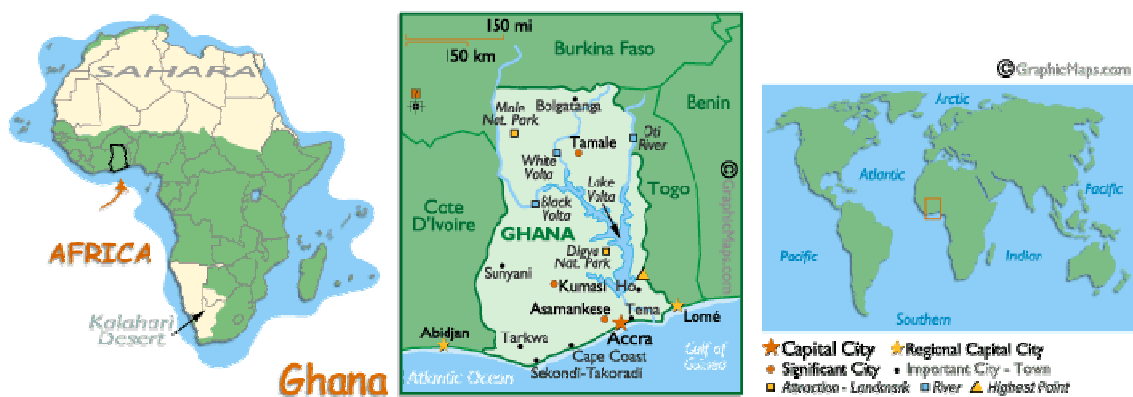 SAHARA
AFRICA
Kalahari
Desert
Ghana
150 mi
150 km
Burkina Faso
Benin
Togo
Cote
D'Ivoire
Bolgatanga
Mole
Nat. Park
Tamale
Oti
River
White
Volta
Lake
Volta
Black
Volta
GHANA
Digya
Nat. Park
Sunyani
Kumasi
Ho
Asamankese
Tema
Lomé
Abidjan
Tarkwa
Accra
Cape Coast
Sekondi-Takoradi
Atlantic Ocean
Gulf of
Guinea
©GraphicMaps.com
©GraphicMaps.com
Arctic
Atlantic
Pacific
Pacific
Indian
Southern
Capital City
Regional Capital City
Significant City
Important City - Town
Attraction - Landmark
River
Highest Point